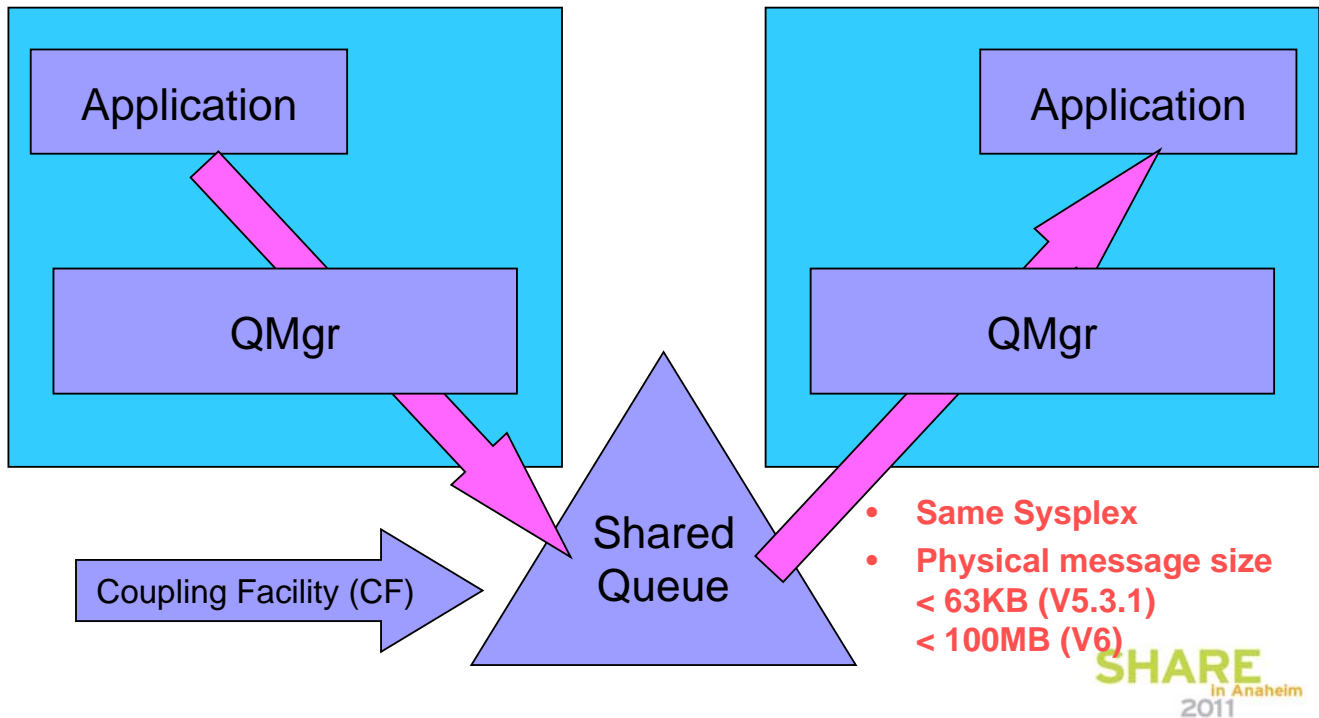 Application
Application
QMgr
QMgr
Shared
Queue
Coupling Facility (CF)
• Same Sysplex
• Physical message size
< 63KB (V5.3.1)
< 100MB (V6)
SHARE
in Anaheim
2011